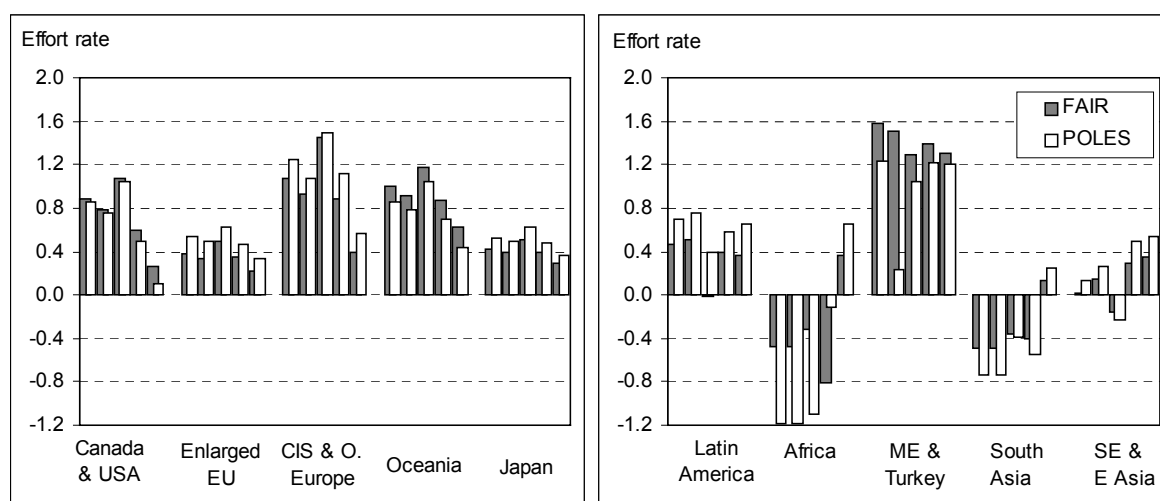 Effort rate
2.0
1.6
1.2
0.8
0.4
0.0
-0.4
-0.8
-1.2
Canada
& USA
Enlarged
EU
CIS & O.
Europe
Oceania
Japan
Effort rate
2.0
1.6
1.2
0.8
0.4
0.0
-0.4
-0.8
-1.2
FAIR
POLES
Latin
America
Africa
ME &
Turkey
South
Asia
SE &
E Asia